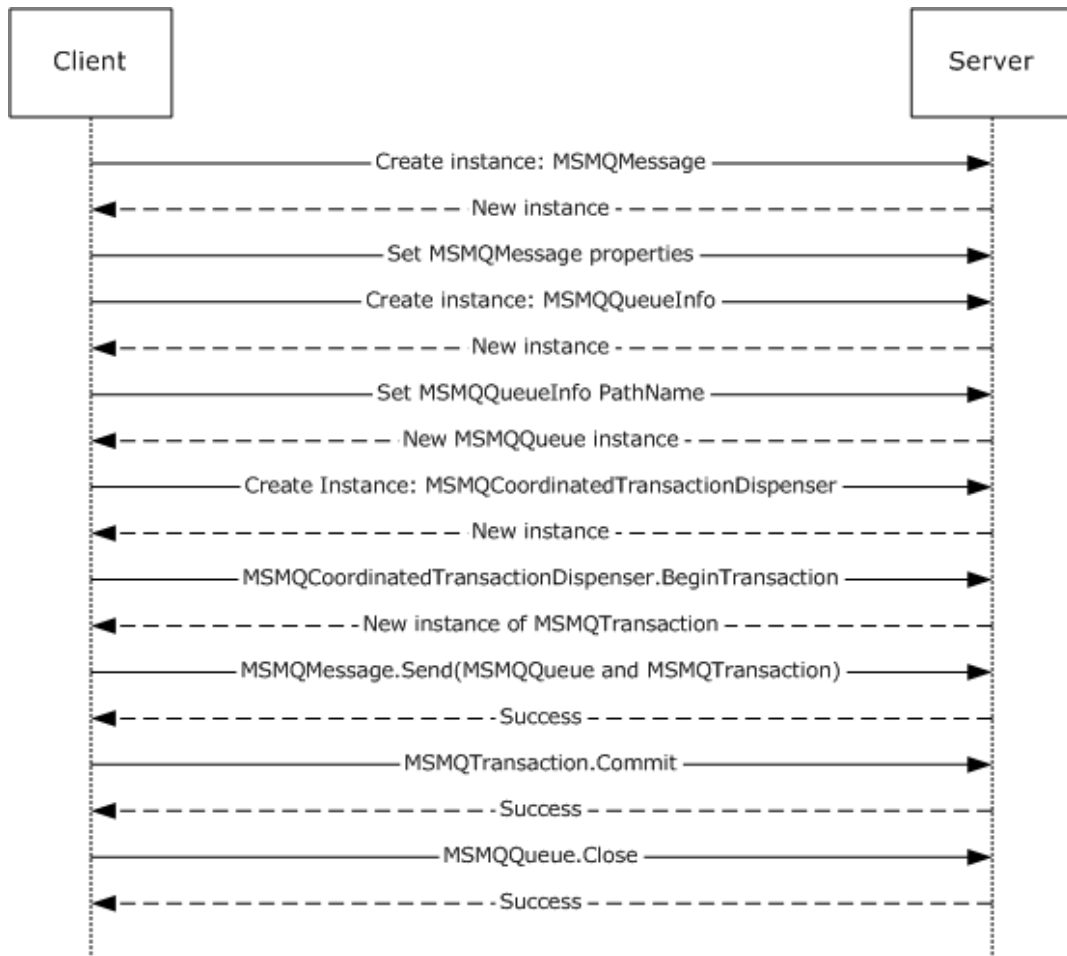 Client
Server
Create instance: MSMQMessage
New instance
Set MSMQMessage properties
Create instance: MSMQQueueInfo
New instance
Set MSMQQueueInfo PathName
New MSMQQueue instance
Create Instance: MSMQCoordinatedTransactionDispenser
New instance
MSMQCoordinatedTransactionDispenser.BeginTransaction
New instance of MSMQTransaction
MSMQMessage.Send(MSMQQueue and MSMQTransaction)
Success
MSMQTransaction.Commit
Success
MSMQQueue.Close
Success